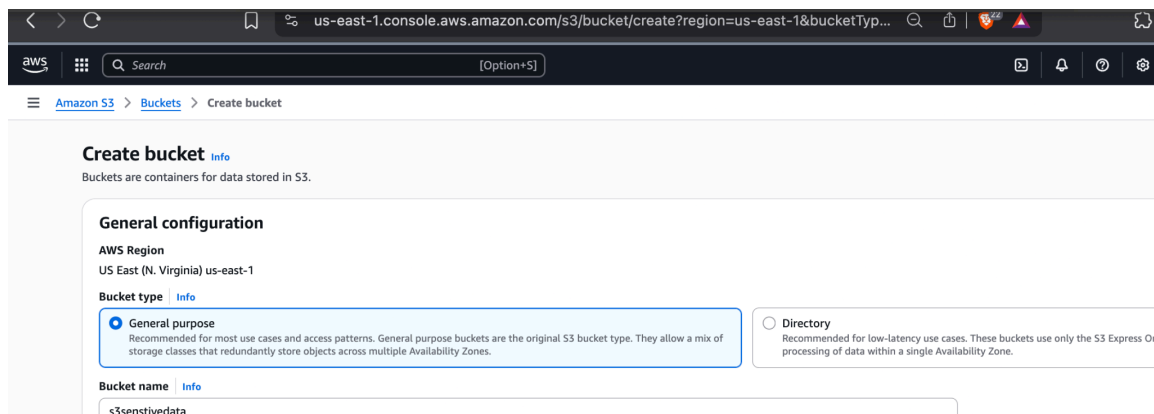 us-east-1.console.aws.amazon.com/s3/bucket/create?region=us-east-1&bucketTyp...
22
aws
Search [Option+S]
Amazon S3 > Buckets > Create bucket
Create bucket Info
Buckets are containers for data stored in S3.
General configuration
AWS Region
US East (N. Virginia) us-east-1
Bucket type Info
General purpose
Recommended for most use cases and access patterns. General purpose buckets are the original S3 bucket type. They allow a mix of
storage classes that redundantly store objects across multiple Availability Zones.
Directory
Recommended for low-latency use cases. These buckets use only the S3 Express
processing of data within a single Availability Zone.
Bucket name Info
s3senstivedata